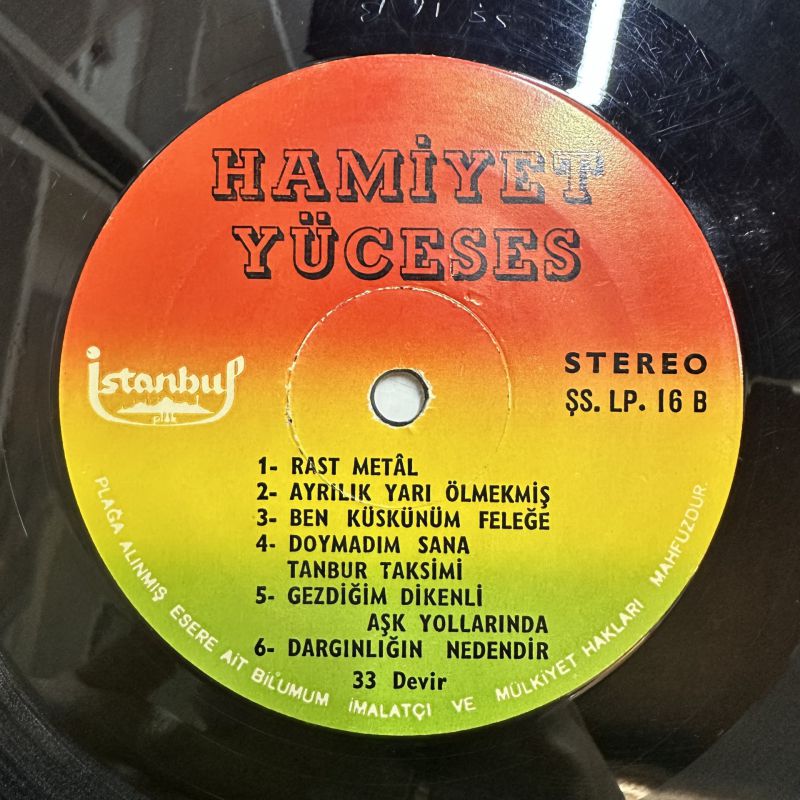 HAMİYET
YÜCESES
istanbul
plak
STEREO
ŞS. LP. 16 B
1- RAST METÂL
2- AYRILIK YARI ÖLMEKMİŞ
3- BEN KÜSKÜNÜM FELEĞE
4- DOYMADIM SANA
TANBUR TAKSİMİ
5- GEZDİĞİM DİKENLİ
AŞK YOLLARINDA
6- DARGINLIĞIN NEDENDİR
33 Devir
PLAĞA ALINMIŞ ESERE AİT BİLUMUM İMALATÇI VE MÜLKİYET HAKLARI MAHFUZDUR.